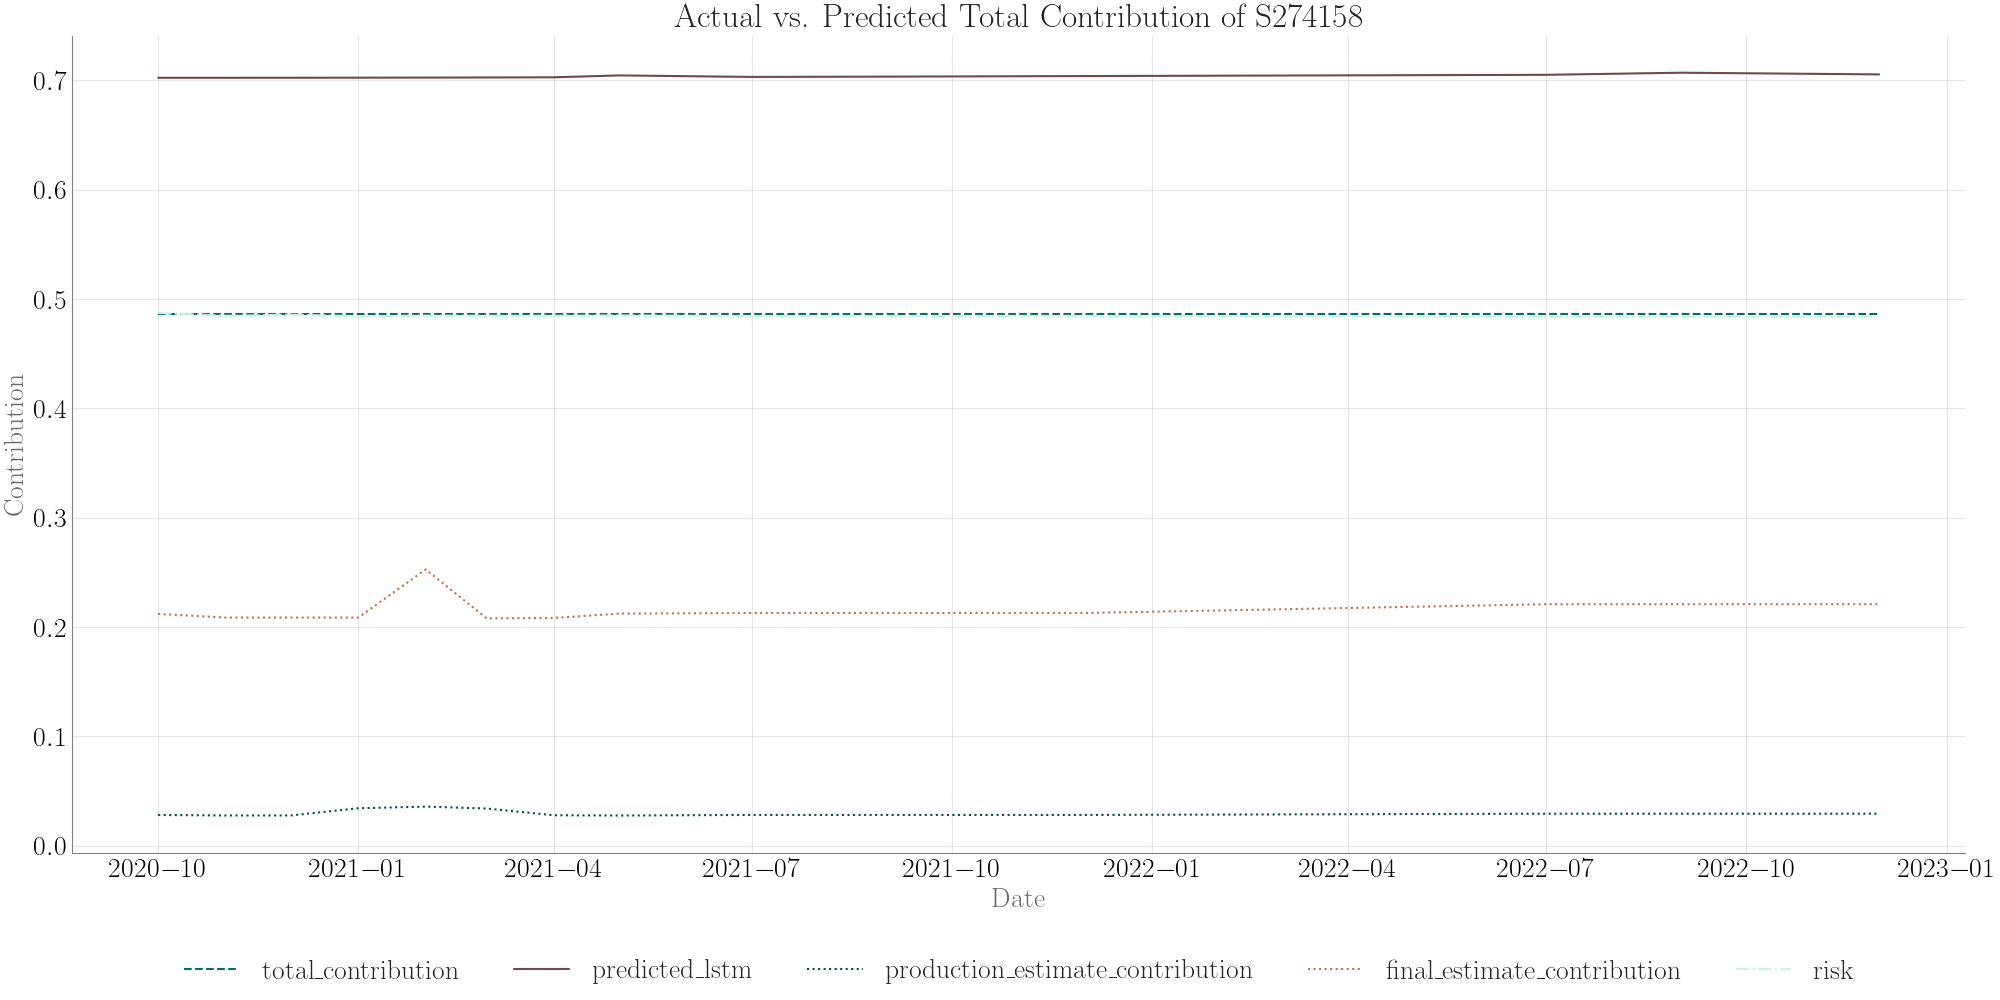 Actual vs. Predicted Total Contribution of S274158
Contribution
0.7
0.6
0.5
0.4
0.3
0.2
0.1
0.0
2020−10 2021−01 2021−04 2021−07 2021−10 2022−01 2022−04 2022−07 2022−10 2023−01
Date
total_contribution predicted_lstm production_estimate_contribution final_estimate_contribution risk